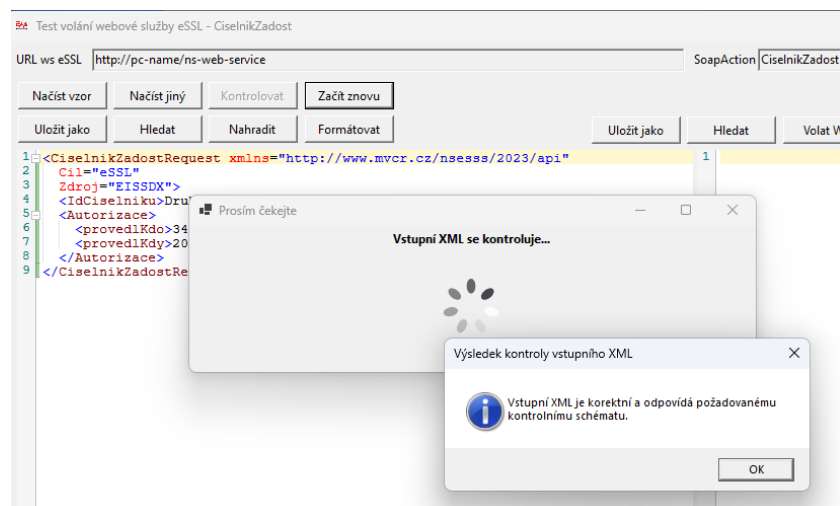 Test volání webové služby eSSL - CiselnikZadost
URL ws eSSL http://pc-name/ns-web-service SoapAction CiselnikZadost
Načíst vzor Načíst jiný Kontrolovat Začít znovu
Uložit jako Hledat Nahradit Formátovat Uložit jako Hledat Volat W
1 <CiselnikZadostRequest xmlns="http://www.mvcr.cz/nsesss/2023/api" 1
2 Cil="eSSL"
3 Zdroj="EISSDX">
4 <IdCiselniku>Dru
5 <Autorizace>
6 <provedlKdo>34
7 <provedlKdy>20
8 </Autorizace>
9 </CiselnikZadostRe
Prosím čekejte
Vstupní XML se kontroluje...
Výsledek kontroly vstupního XML
Vstupní XML je korektní a odpovídá požadovanému
kontrolnímu schématu.
OK